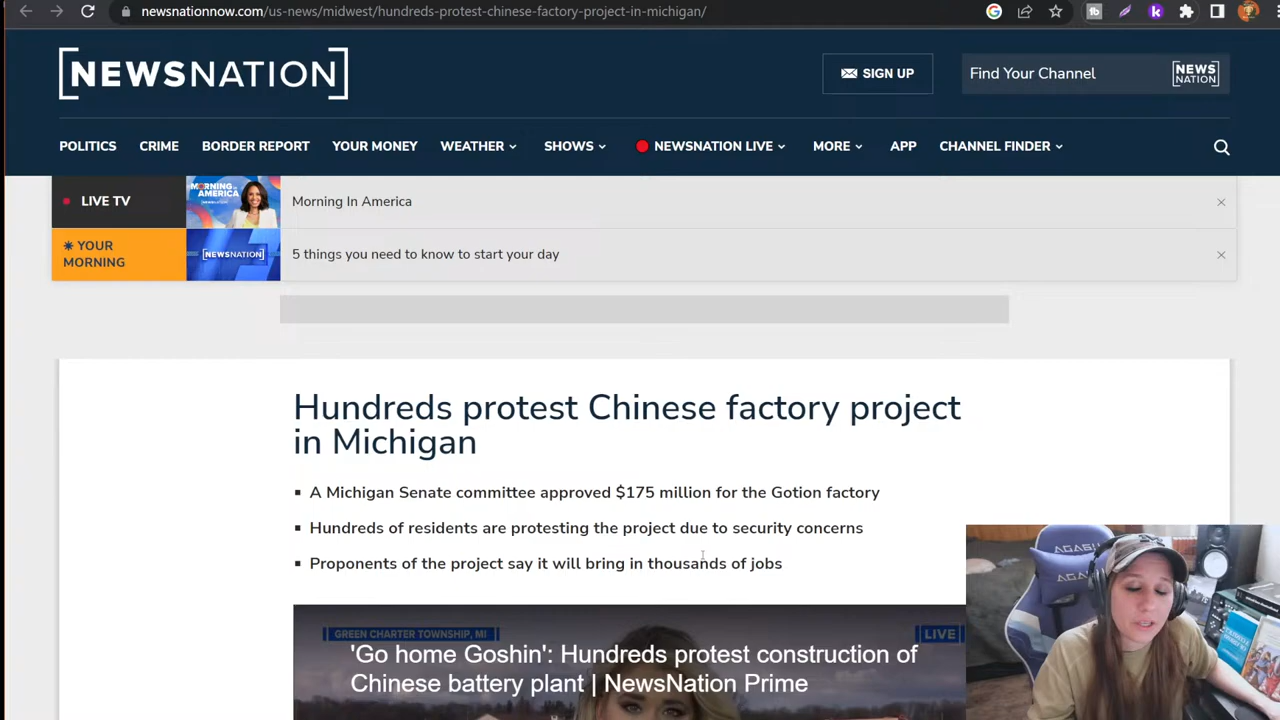 newsnationnow.com/us-news/midwest/hundreds-protest-chinese-factory-project-in-michigan/
[NEWSNATION]
SIGN UP
Find Your Channel
NEWS
NATION
POLITICS CRIME BORDER REPORT YOUR MONEY WEATHER SHOWS NEWSNATION LIVE MORE APP CHANNEL FINDER
LIVE TV
MORNING IN
AMERICA
Morning In America
YOUR
MORNING
[NEWSNATION]
5 things you need to know to start your day
Hundreds protest Chinese factory project
in Michigan
▪ A Michigan Senate committee approved $175 million for the Gotion factory
▪ Hundreds of residents are protesting the project due to security concerns
▪ Proponents of the project say it will bring in thousands of jobs
GREEN CHARTER TOWNSHIP, MI
LIVE
'Go home Goshin': Hundreds protest construction of
Chinese battery plant | NewsNation Prime